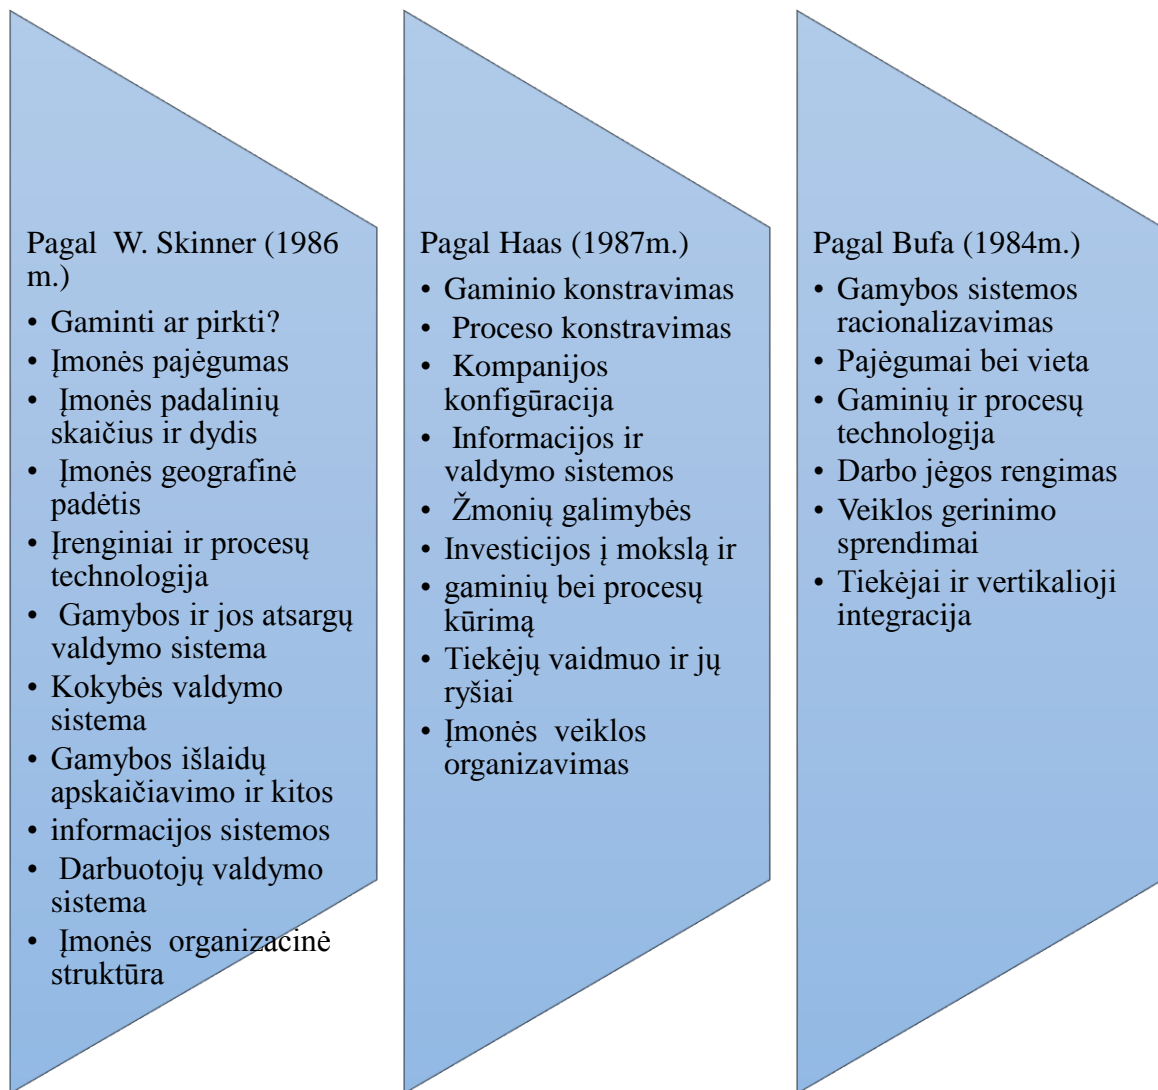 Pagal W. Skinner (1986
m.)
• Gaminti ar pirkti?
• Įmonės pajėgumas
• Įmonės padalinių
skaičius ir dydis
• Įmonės geografinė
padėtis
• Įrenginiai ir procesų
technologija
• Gamybos ir jos atsargų
valdymo sistema
• Kokybės valdymo
sistema
• Gamybos išlaidų
apskaičiavimo ir kitos
• informacijos sistemos
• Darbuotojų valdymo
sistema
• Įmonės organizacinė
struktūra
Pagal Haas (1987m.)
• Gaminio konstravimas
• Proceso konstravimas
• Kompanijos
konfigūracija
• Informacijos ir
valdymo sistemos
• Žmonių galimybės
• Investicijos į mokslą ir
• gaminių bei procesų
kūrimą
• Tiekėjų vaidmuo ir jų
ryšiai
• Įmonės veiklos
organizavimas
Pagal Bufa (1984m.)
• Gamybos sistemos
racionalizavimas
• Pajėgumai bei vieta
• Gaminių ir procesų
technologija
• Darbo jėgos rengimas
• Veiklos gerinimo
sprendimai
• Tiekėjai ir vertikalioji
integracija